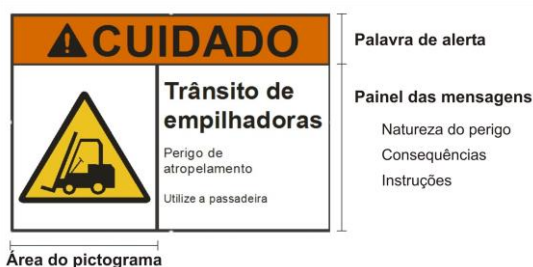 CUIDADO
Trânsito de
empilhadoras
Perigo de
atropelamento
Utilize a passadeira
Palavra de alerta
Painel das mensagens
Natureza do perigo
Consequências
Instruções
Área do pictograma